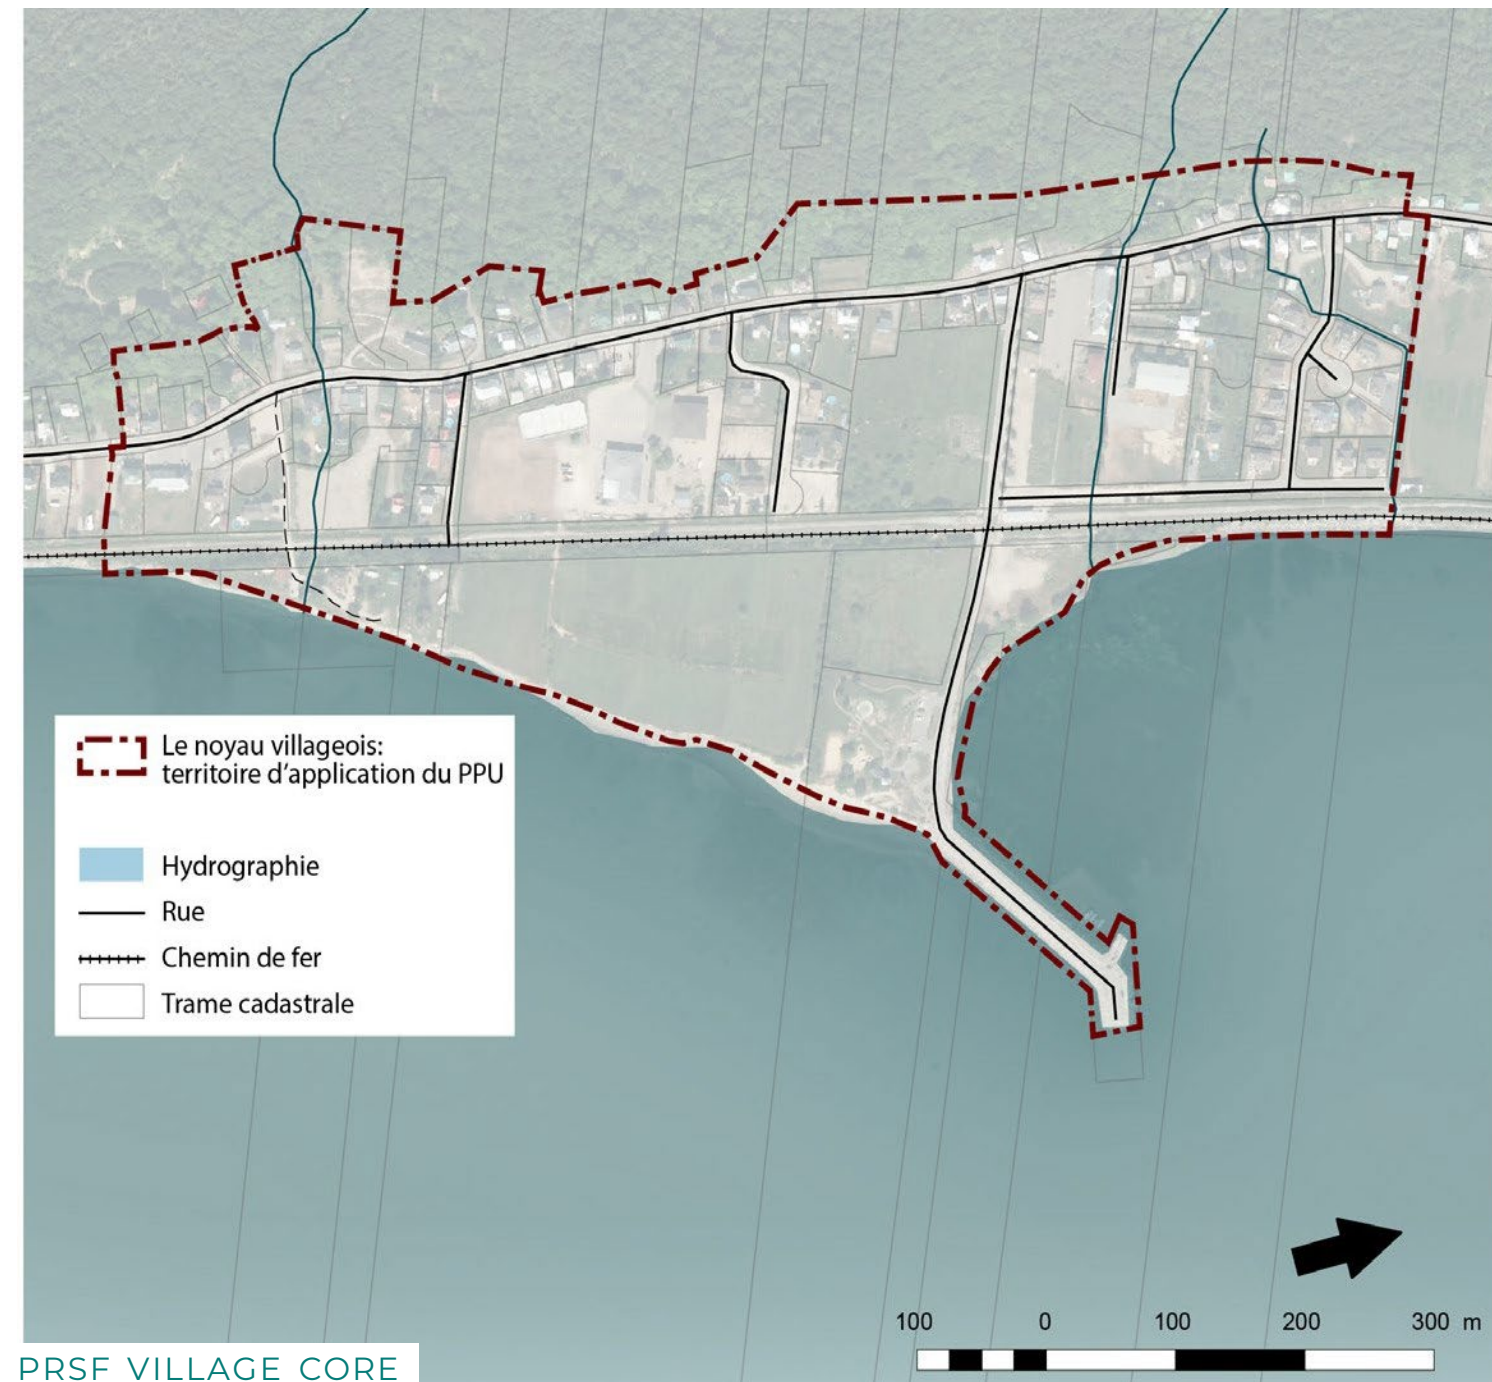 Le noyau villageois:
territoire d'application du PPU
Hydrographie
Rue
Chemin de fer
Trame cadastrale
100 0 100 200 300 m
PRSF VILLAGE CORE